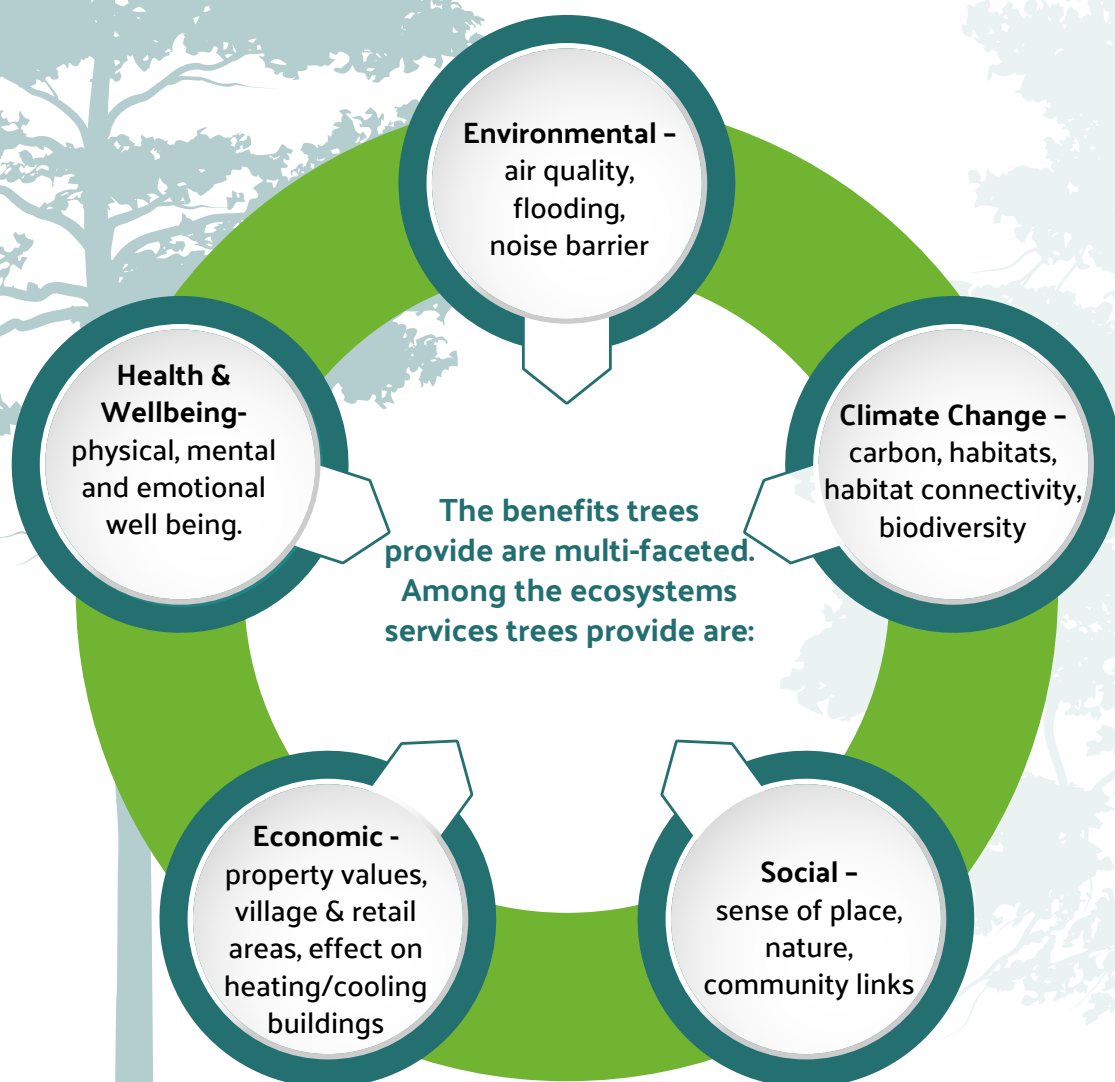 Environmental –
air quality,
flooding,
noise barrier
Health &
Wellbeing-
physical, mental
and emotional
well being.
Climate Change –
carbon, habitats,
habitat connectivity,
biodiversity
The benefits trees
provide are multi-faceted.
Among the ecosystems
services trees provide are:
Economic -
property values,
village & retail
areas, effect on
heating/cooling
buildings
Social –
sense of place,
nature,
community links